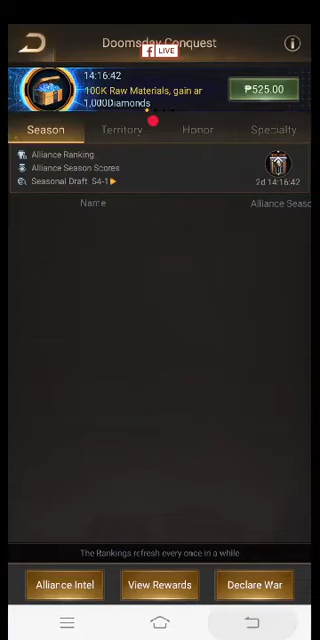 Doomsday Conquest
LIVE
14:16:42
100K Raw Materials, gain ar
1,000Diamonds
₱525.00
Season
Territory
Honor
Specialty
Alliance Ranking
Alliance Season Scores
Seasonal Draft S4-1
2d 14:16:42
Name
Alliance Seaso
The Rankings refresh every once in a while
Alliance Intel
View Rewards
Declare War